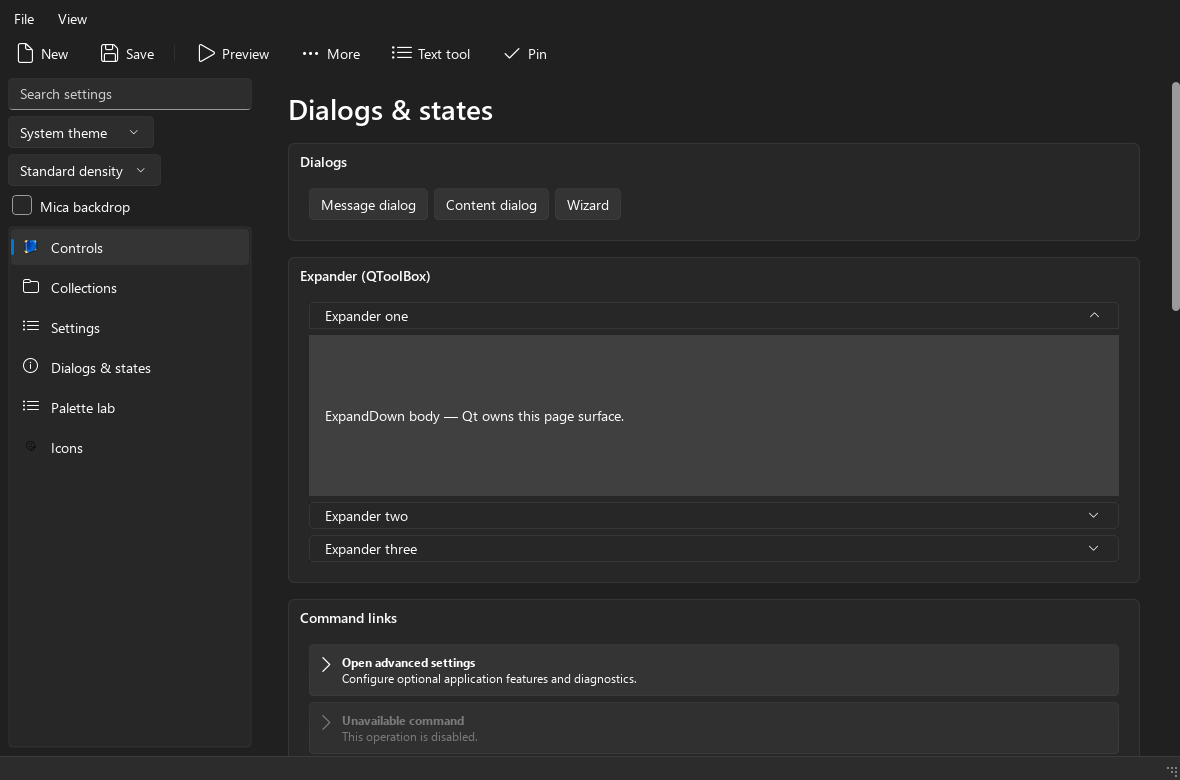 File View
New Save Preview More Text tool Pin
Search settings
System theme
Standard density
Mica backdrop
Controls
Collections
Settings
Dialogs & states
Palette lab
Icons
Dialogs & states
Dialogs
Message dialog Content dialog Wizard
Expander (QToolBox)
Expander one
ExpandDown body — Qt owns this page surface.
Expander two
Expander three
Command links
Open advanced settings
Configure optional application features and diagnostics.
Unavailable command
This operation is disabled.